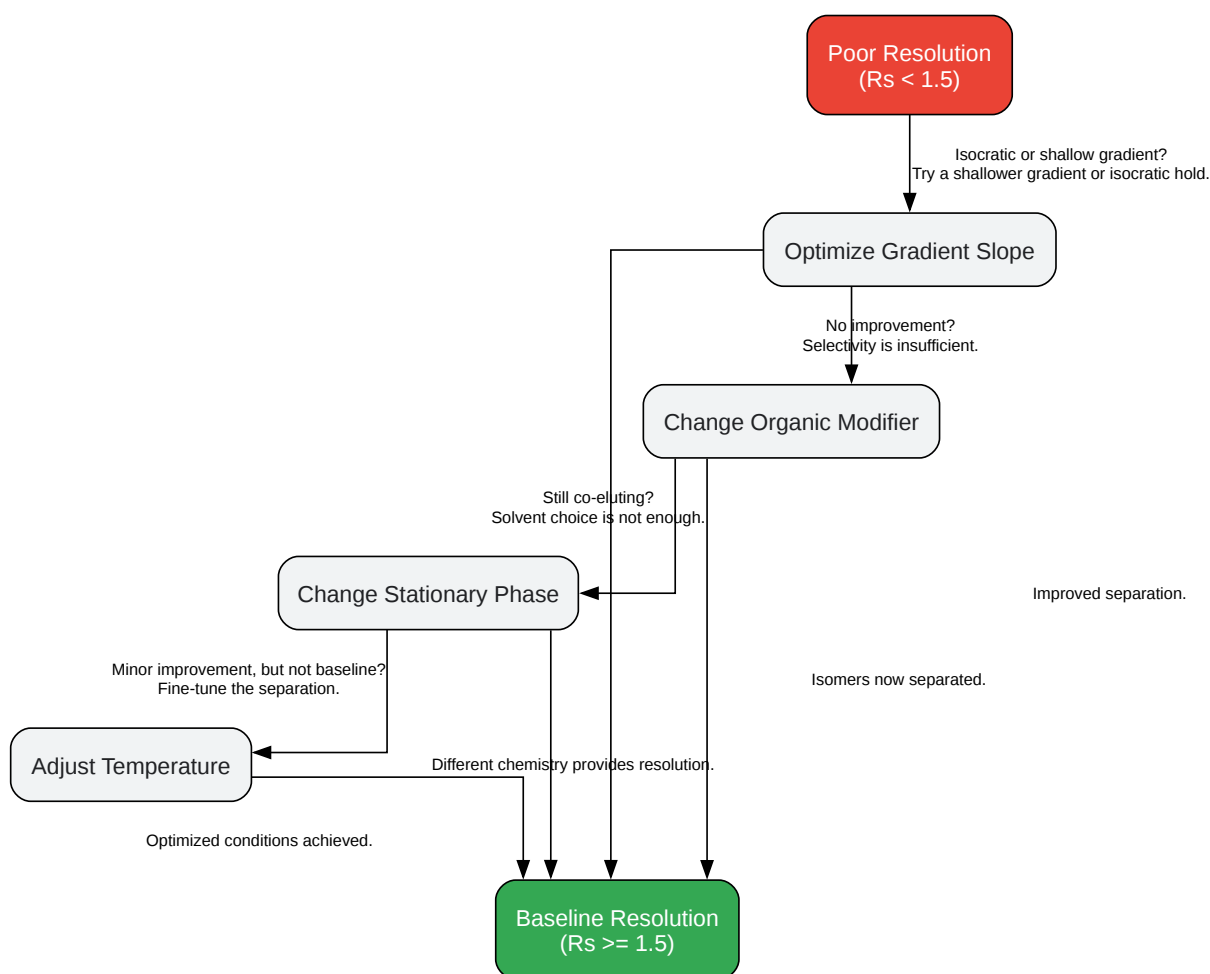 Poor Resolution
(Rs < 1.5)
Isocratic or shallow gradient?
Try a shallower gradient or isocratic hold.
Optimize Gradient Slope
No improvement?
Selectivity is insufficient.
Change Organic Modifier
Still co-eluting?
Solvent choice is not enough.
Change Stationary Phase
Improved separation.
Minor improvement, but not baseline?
Fine-tune the separation.
Isomers now separated.
Adjust Temperature
Different chemistry provides resolution.
Optimized conditions achieved.
Baseline Resolution
(Rs >= 1.5)